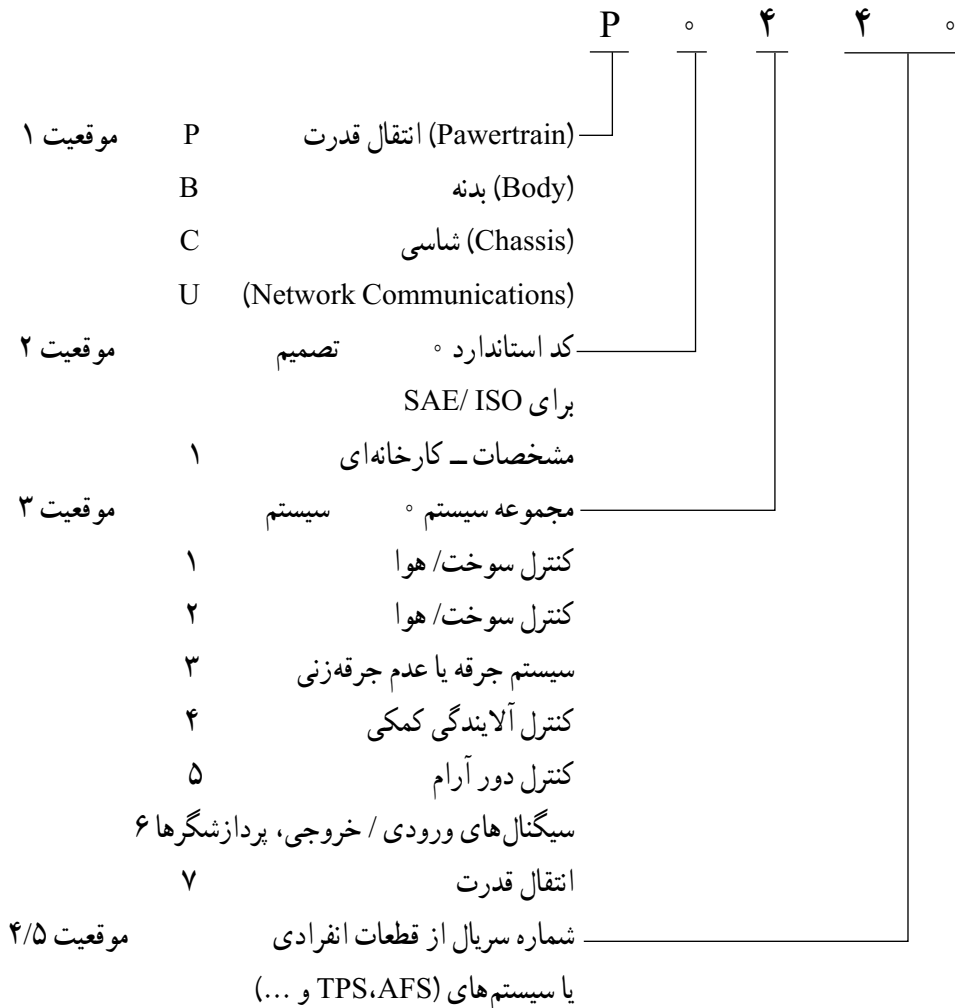 P ० ۴ ۴ ०
موقعیت ۱ P انتقال قدرت (Pawertrain)
B بدنه (Body)
C شاسی (Chassis)
U (Network Communications)
موقعیت ۲ تصمیم ० کد استاندارد
برای SAE/ ISO
مشخصات ــ کارخانه‌ای ۱
موقعیت ۳ سیستم ० مجموعه سیستم
کنترل سوخت/ هوا ۱
کنترل سوخت/ هوا ۲
سیستم جرقه یا عدم جرقه‌زنی ۳
کنترل آلایندگی کمکی ۴
کنترل دور آرام ۵
سیگنال‌های ورودی / خروجی، پردازشگرها ۶
انتقال قدرت ۷
شماره سریال از قطعات انفرادی موقعیت ۴/۵
یا سیستم‌های (TPS،AFS و ...)